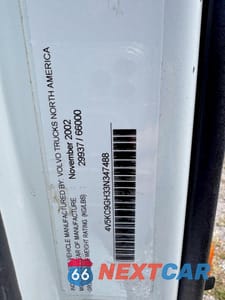 VEHICLE MANUFACTURED BY VOLVO TRUCKS NORTH AMERICA
November 2002
29937 / 66000
WEIGHT RATING (KG/LBS)
4V5KC9GH33N347488
66
NEXTCAR